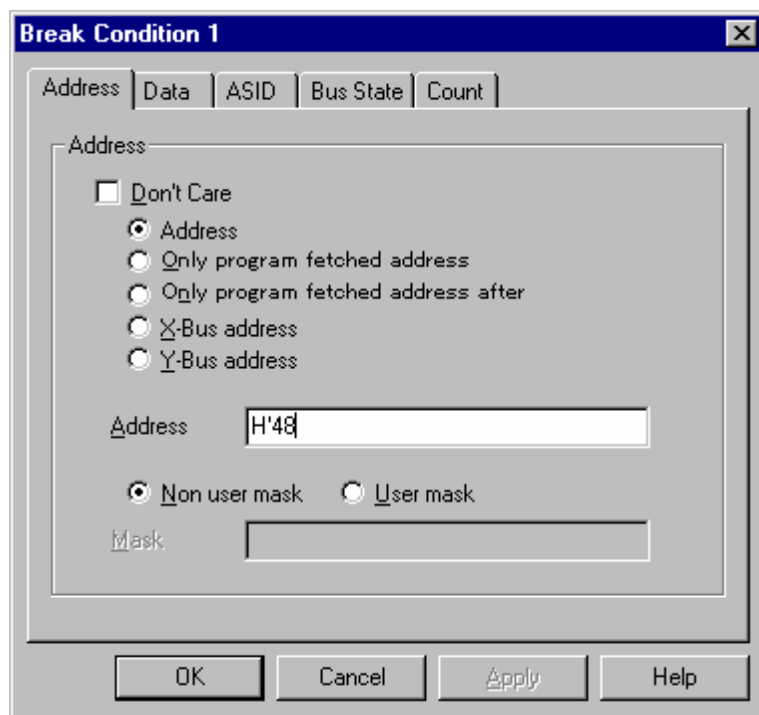 Break Condition 1
Address Data ASID Bus State Count
Address
Don't Care
Address
Only program fetched address
Only program fetched address after
X-Bus address
Y-Bus address
Address H'48
Non user mask User mask
Mask
OK Cancel Apply Help